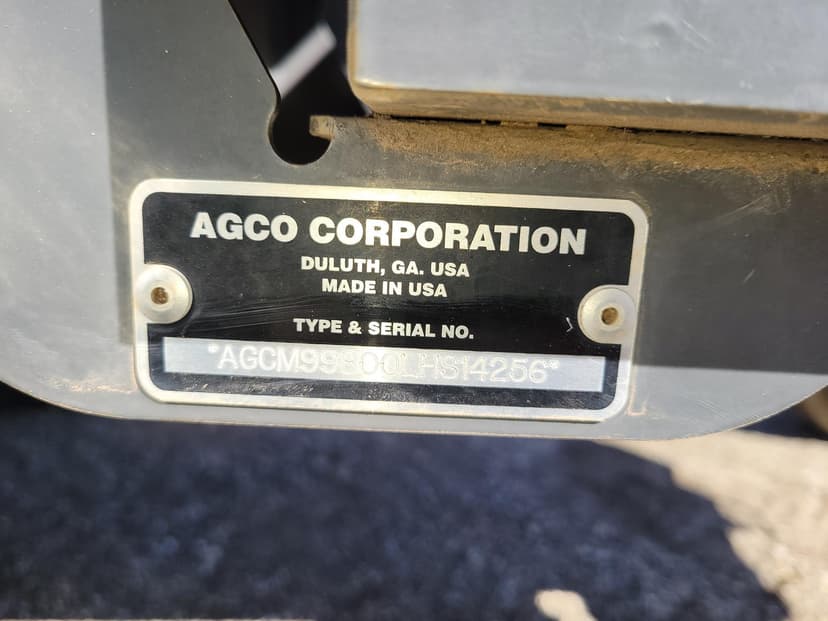 AGCO CORPORATION
DULUTH, GA. USA
MADE IN USA
TYPE & SERIAL NO.
*AGCM99800LHS14256*